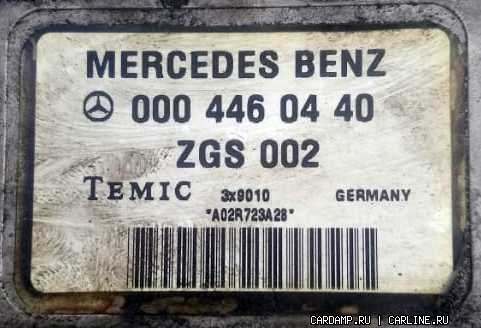 MERCEDES BENZ
000 446 04 40
ZGS 002
TEMIC 3x9010 GERMANY
*A02R723A28*
CARDAMP.RU | CARLINE.RU